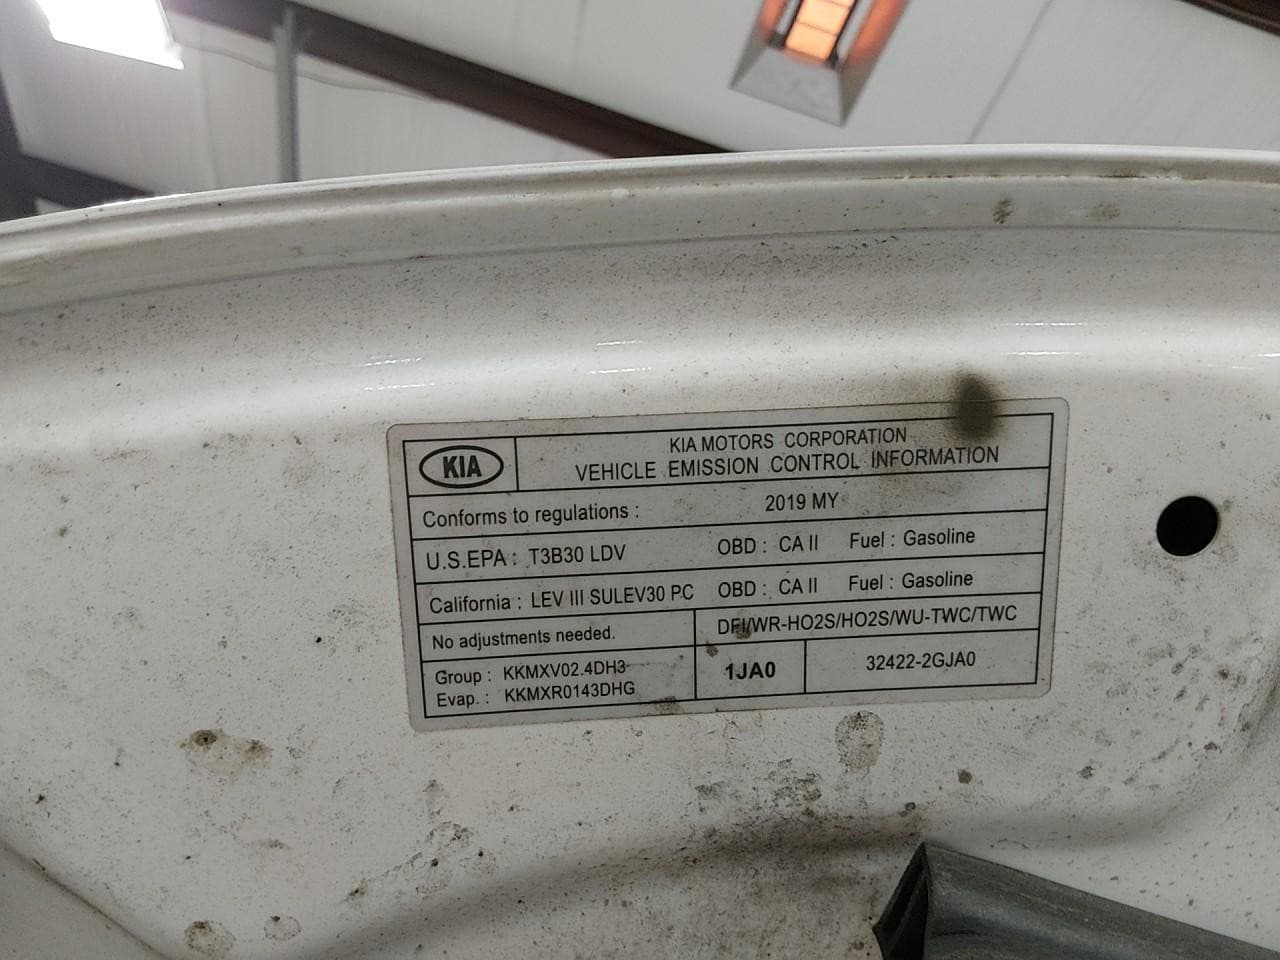 KIA
KIA MOTORS CORPORATION
VEHICLE EMISSION CONTROL INFORMATION
Conforms to regulations : 2019 MY
U.S.EPA : T3B30 LDV OBD : CA II Fuel : Gasoline
California : LEV III SULEV30 PC OBD : CA II Fuel : Gasoline
No adjustments needed. DFI/WR-HO2S/HO2S/WU-TWC/TWC
Group : KKMXV02.4DH3
Evap. : KKMXR0143DHG
1JA0
32422-2GJA0